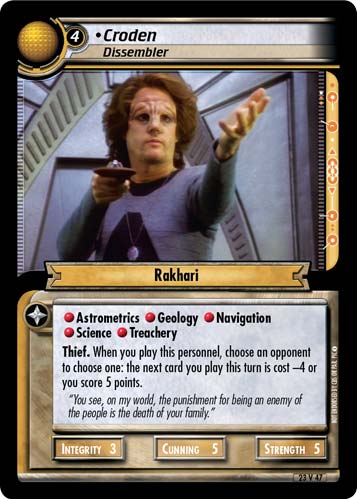 4
•Croden
Dissembler
Rakhari
Astrometrics Geology Navigation
Science Treachery
Thief. When you play this personnel, choose an opponent
to choose one: the next card you play this turn is cost –4 or
you score 5 points.
"You see, on my world, the punishment for being an enemy of
the people is the death of your family."
INTEGRITY 3
CUNNING 5
STRENGTH 5
23 V 47